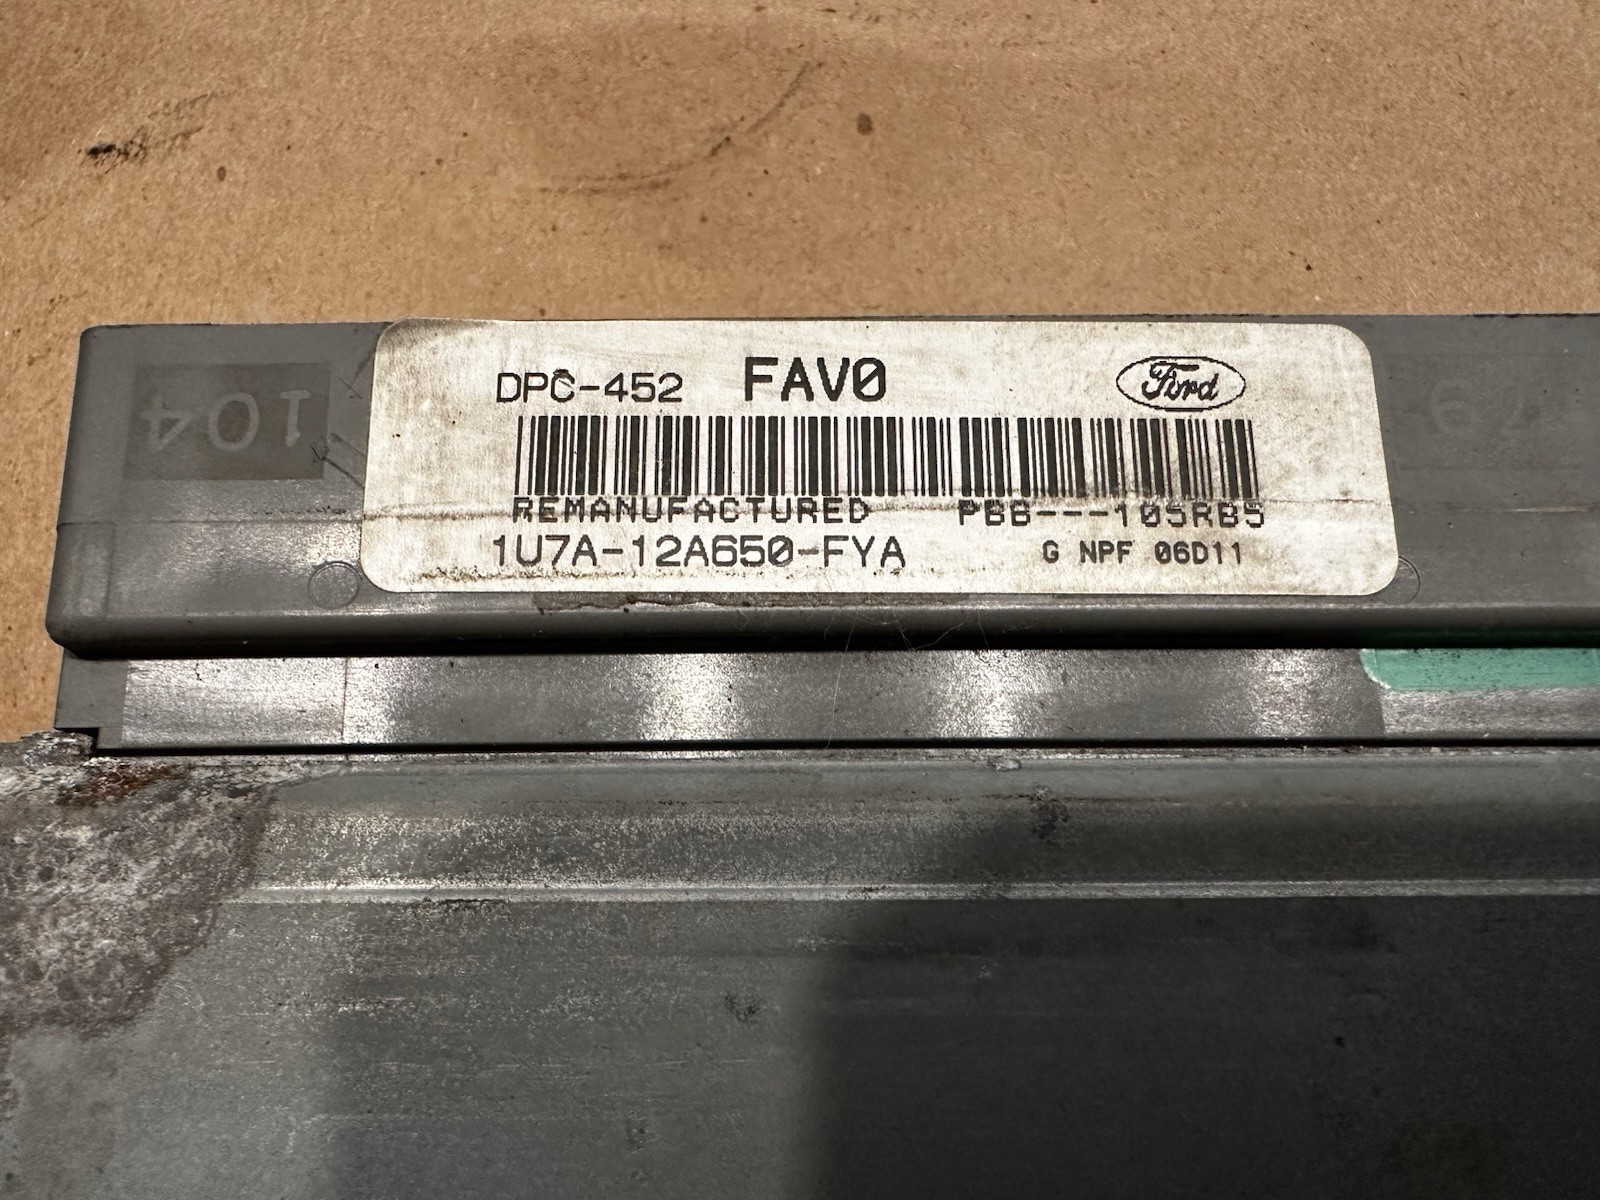 104
DPC-452 FAV0 Ford
REMANUFACTURED PBB---105RB5
1U7A-12A650-FYA G NPF 06D11